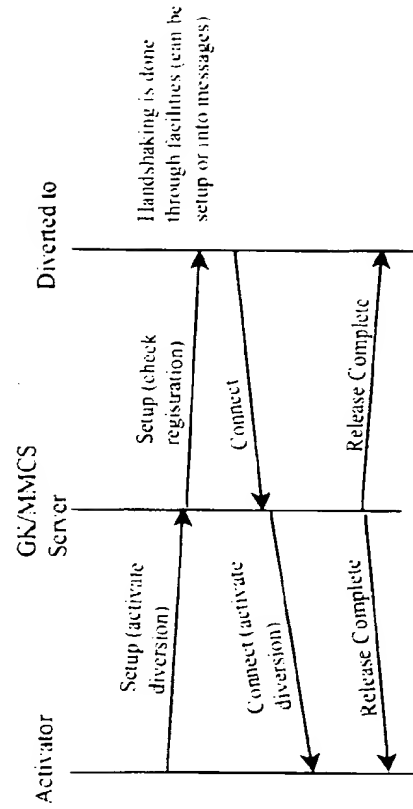 Activator
GK/MMCS
Server
Diverted to
Handshaking is done
through facilities (can be
setup or into messages)
Setup (activate
diversion)
Setup (check
registration)
Connect
Connect (activate
diversion)
Release Complete
Release Complete